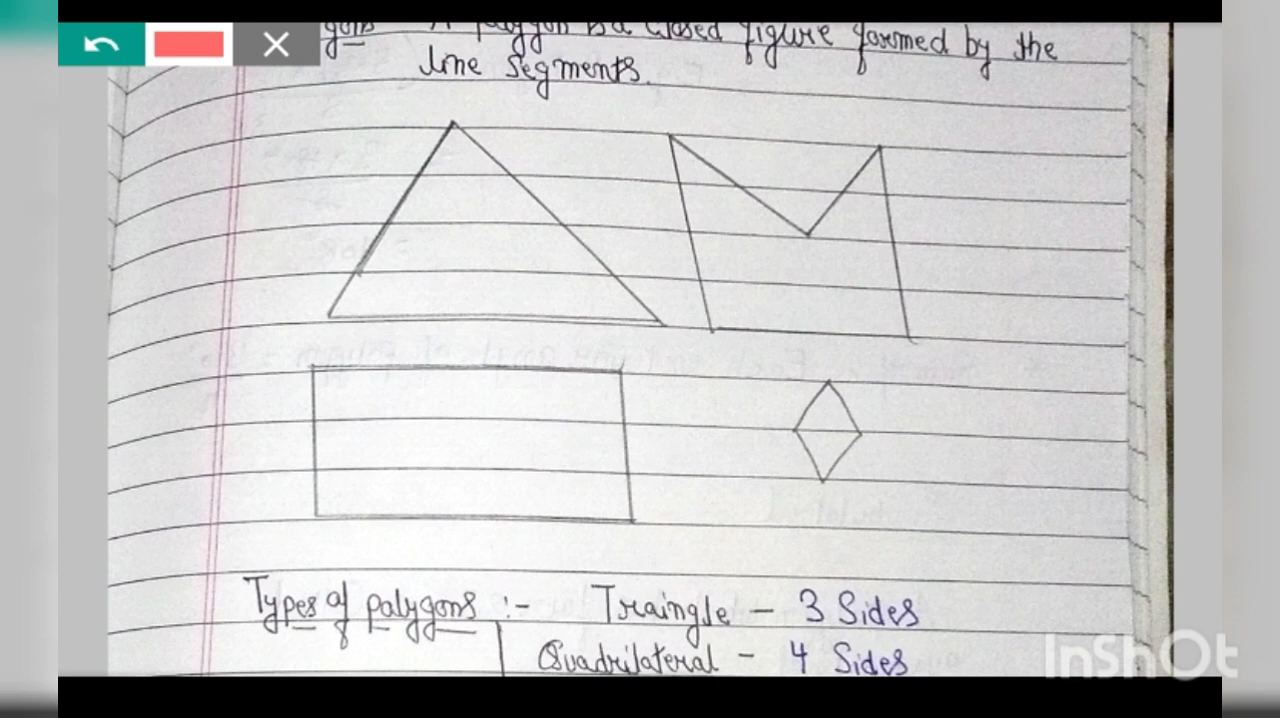 gons A polygon is a closed figure formed by the
line segments.
Types of polygons :- Traingle - 3 Sides
Quadrilateral - 4 Sides
InShOt